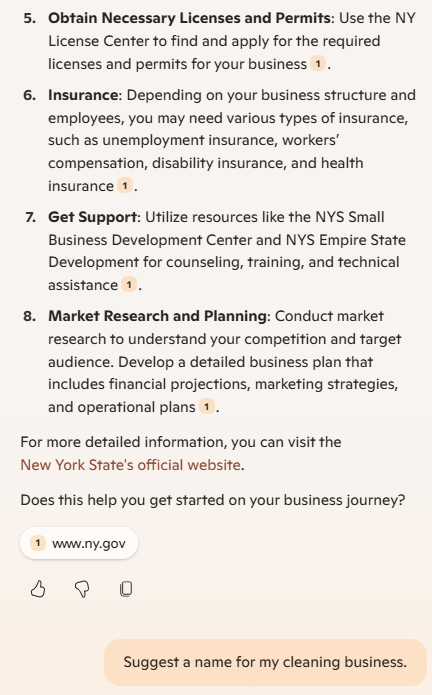 5. Obtain Necessary Licenses and Permits: Use the NY
License Center to find and apply for the required
licenses and permits for your business 1 .
6. Insurance: Depending on your business structure and
employees, you may need various types of insurance,
such as unemployment insurance, workers’
compensation, disability insurance, and health
insurance 1 .
7. Get Support: Utilize resources like the NYS Small
Business Development Center and NYS Empire State
Development for counseling, training, and technical
assistance 1 .
8. Market Research and Planning: Conduct market
research to understand your competition and target
audience. Develop a detailed business plan that
includes financial projections, marketing strategies,
and operational plans 1 .
For more detailed information, you can visit the
New York State's official website.
Does this help you get started on your business journey?
1 www.ny.gov
Suggest a name for my cleaning business.